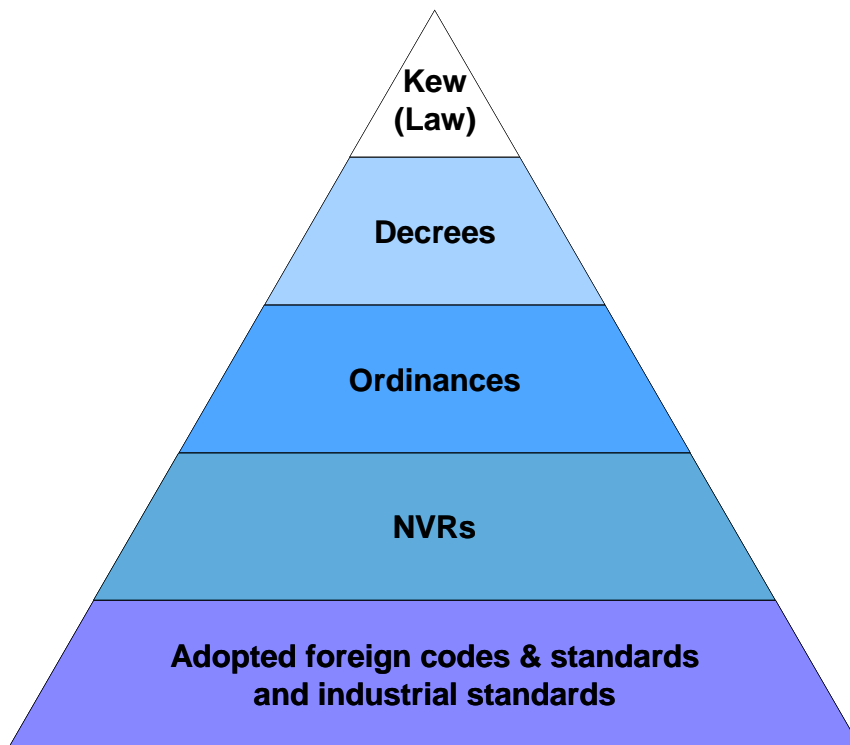 Kew
(Law)
Decrees
Ordinances
NVRs
Adopted foreign codes & standards
and industrial standards